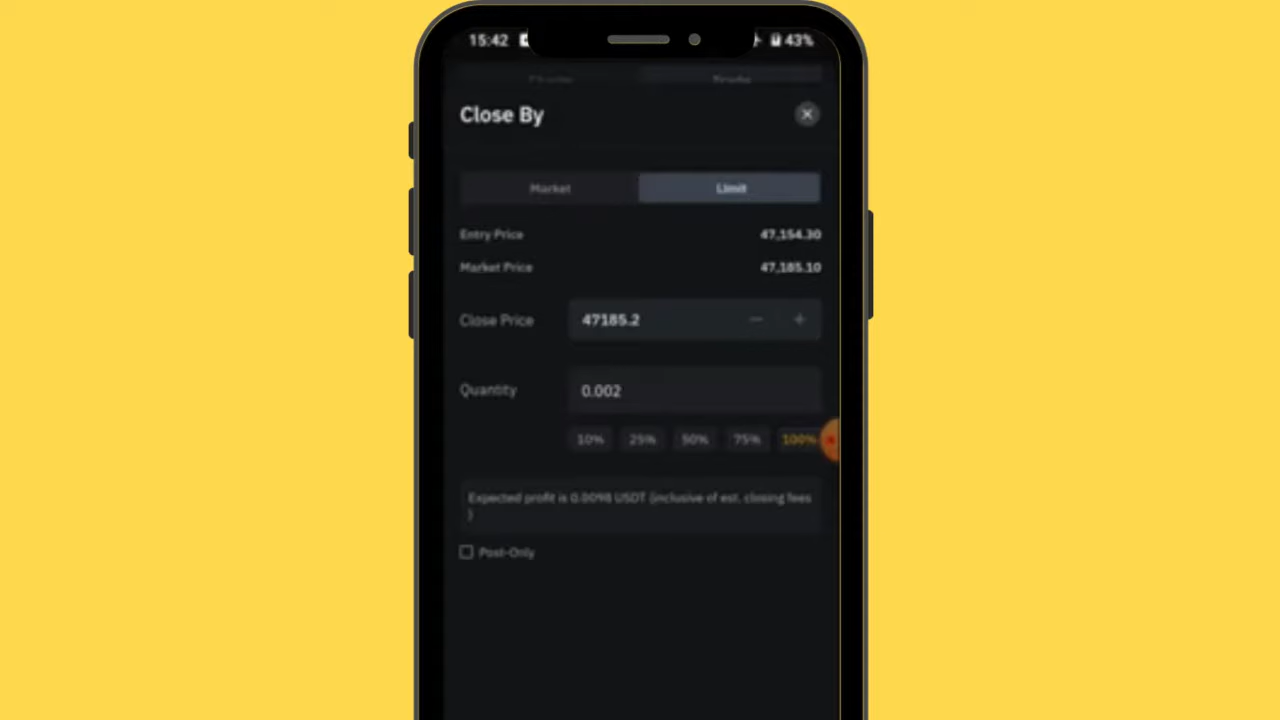 15:42 43%
Trade
Close By
Market Limit
Entry Price 47,154.30
Market Price 47,185.10
Close Price 47185.2 − +
Quantity 0.002
10% 25% 50% 75% 100%
Expected profit is 0.0098 USDT (inclusive of est. closing fees
)
Post-Only